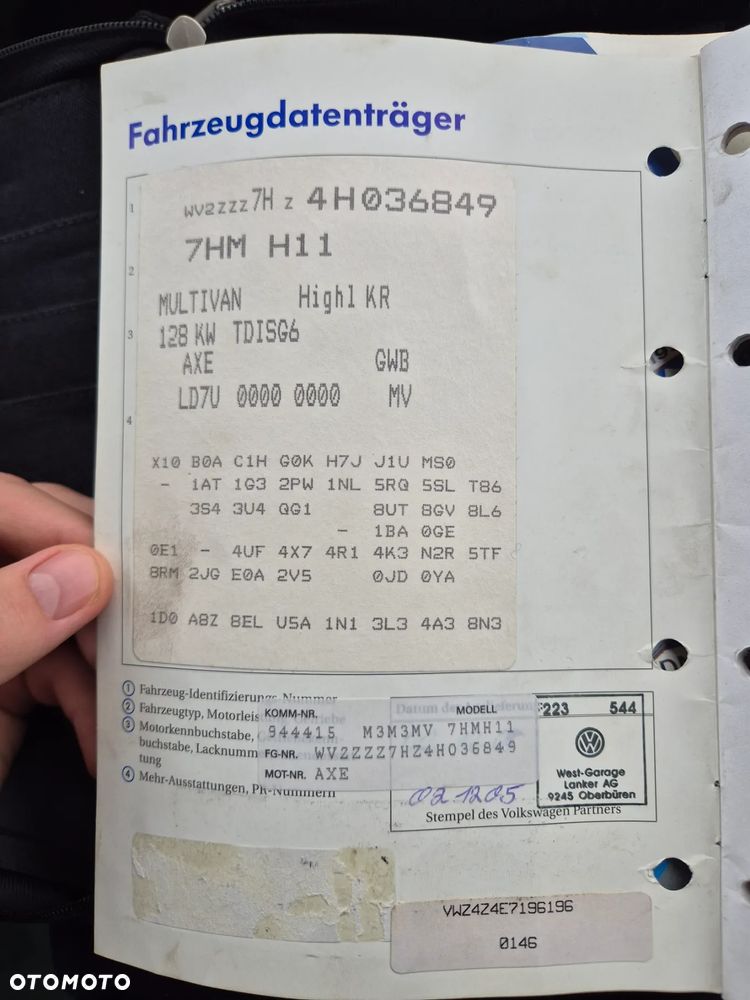 Fahrzeugdatenträger
1 WV2ZZZ7H Z 4H036849
7HM H11
2
MULTIVAN Highl KR
3 128 KW TDISG6
AXE GWB
LD7U 0000 0000 MV
4
X10 B0A C1H G0K H7J J1U MS0
- 1AT 1G3 2PW 1NL 5RQ 5SL T86
3S4 3U4 QG1 8UT 8GV 8L6
- 1BA 0GE
0E1 - 4UF 4X7 4R1 4K3 N2R 5TF
8RM 2JG E0A 2V5 0JD 0YA
1D0 A8Z 8EL U5A 1N1 3L3 4A3 8N3
1 Fahrzeug-Identifizierungs-Nummer
2 Fahrzeugtyp, Motorleis
3 Motorkennbuchstabe,
buchstabe, Lacknumm
tung
4 Mehr-Ausstattungen, PR-Nummern
Datum der
KOMM-NR. MODELL
944415 M3M3MV 7HMH11
FG-NR. WV2ZZZ7HZ4H036849
MOT-NR. AXE
223 544
West-Garage
Lanker AG
9245 Oberbüren
02 1205
Stempel des Volkswagen Partners
VWZ4Z4E7196196
0146
OTOMOTO